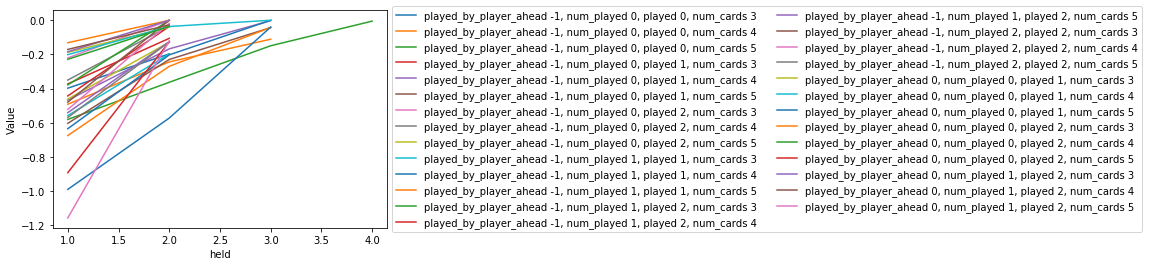 0.0
−0.2
−0.4
−0.6
−0.8
−1.0
−1.2
Value
1.0
1.5
2.0
2.5
3.0
3.5
4.0
held
played_by_player_ahead -1, num_played 0, played 0, num_cards 3
played_by_player_ahead -1, num_played 0, played 0, num_cards 4
played_by_player_ahead -1, num_played 0, played 0, num_cards 5
played_by_player_ahead -1, num_played 0, played 1, num_cards 3
played_by_player_ahead -1, num_played 0, played 1, num_cards 4
played_by_player_ahead -1, num_played 0, played 1, num_cards 5
played_by_player_ahead -1, num_played 0, played 2, num_cards 3
played_by_player_ahead -1, num_played 0, played 2, num_cards 4
played_by_player_ahead -1, num_played 0, played 2, num_cards 5
played_by_player_ahead -1, num_played 1, played 1, num_cards 3
played_by_player_ahead -1, num_played 1, played 1, num_cards 4
played_by_player_ahead -1, num_played 1, played 1, num_cards 5
played_by_player_ahead -1, num_played 1, played 2, num_cards 3
played_by_player_ahead -1, num_played 1, played 2, num_cards 4
played_by_player_ahead -1, num_played 1, played 2, num_cards 5
played_by_player_ahead -1, num_played 2, played 2, num_cards 3
played_by_player_ahead -1, num_played 2, played 2, num_cards 4
played_by_player_ahead -1, num_played 2, played 2, num_cards 5
played_by_player_ahead 0, num_played 0, played 1, num_cards 3
played_by_player_ahead 0, num_played 0, played 1, num_cards 4
played_by_player_ahead 0, num_played 0, played 1, num_cards 5
played_by_player_ahead 0, num_played 0, played 2, num_cards 3
played_by_player_ahead 0, num_played 0, played 2, num_cards 4
played_by_player_ahead 0, num_played 0, played 2, num_cards 5
played_by_player_ahead 0, num_played 1, played 2, num_cards 3
played_by_player_ahead 0, num_played 1, played 2, num_cards 4
played_by_player_ahead 0, num_played 1, played 2, num_cards 5